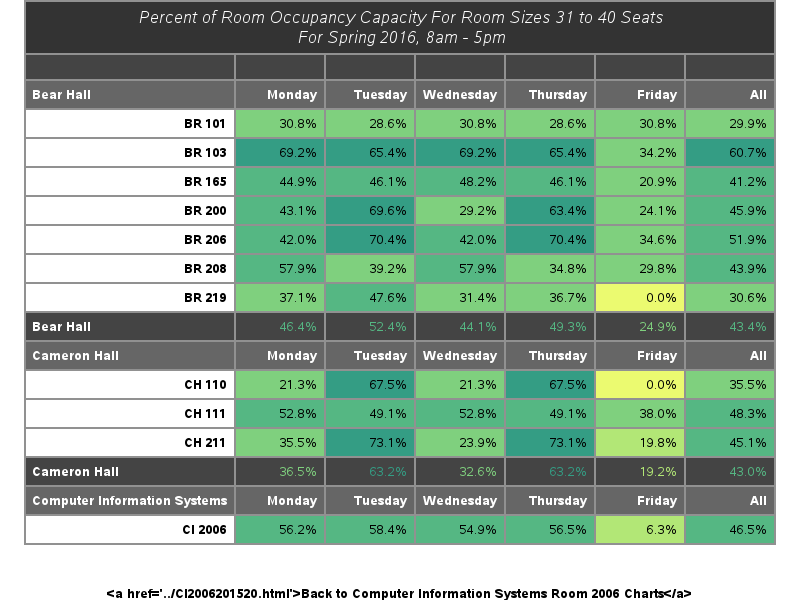 Percent of Room Occupancy Capacity For Room Sizes 31 to 40 Seats
For Spring 2016, 8am - 5pm
Bear Hall Monday Tuesday Wednesday Thursday Friday All
BR 101 30.8% 28.6% 30.8% 28.6% 30.8% 29.9%
BR 103 69.2% 65.4% 69.2% 65.4% 34.2% 60.7%
BR 165 44.9% 46.1% 48.2% 46.1% 20.9% 41.2%
BR 200 43.1% 69.6% 29.2% 63.4% 24.1% 45.9%
BR 206 42.0% 70.4% 42.0% 70.4% 34.6% 51.9%
BR 208 57.9% 39.2% 57.9% 34.8% 29.8% 43.9%
BR 219 37.1% 47.6% 31.4% 36.7% 0.0% 30.6%
Bear Hall 46.4% 52.4% 44.1% 49.3% 24.9% 43.4%
Cameron Hall Monday Tuesday Wednesday Thursday Friday All
CH 110 21.3% 67.5% 21.3% 67.5% 0.0% 35.5%
CH 111 52.8% 49.1% 52.8% 49.1% 38.0% 48.3%
CH 211 35.5% 73.1% 23.9% 73.1% 19.8% 45.1%
Cameron Hall 36.5% 63.2% 32.6% 63.2% 19.2% 43.0%
Computer Information Systems Monday Tuesday Wednesday Thursday Friday All
CI 2006 56.2% 58.4% 54.9% 56.5% 6.3% 46.5%
<a href='../CI2006201520.html'>Back to Computer Information Systems Room 2006 Charts</a>